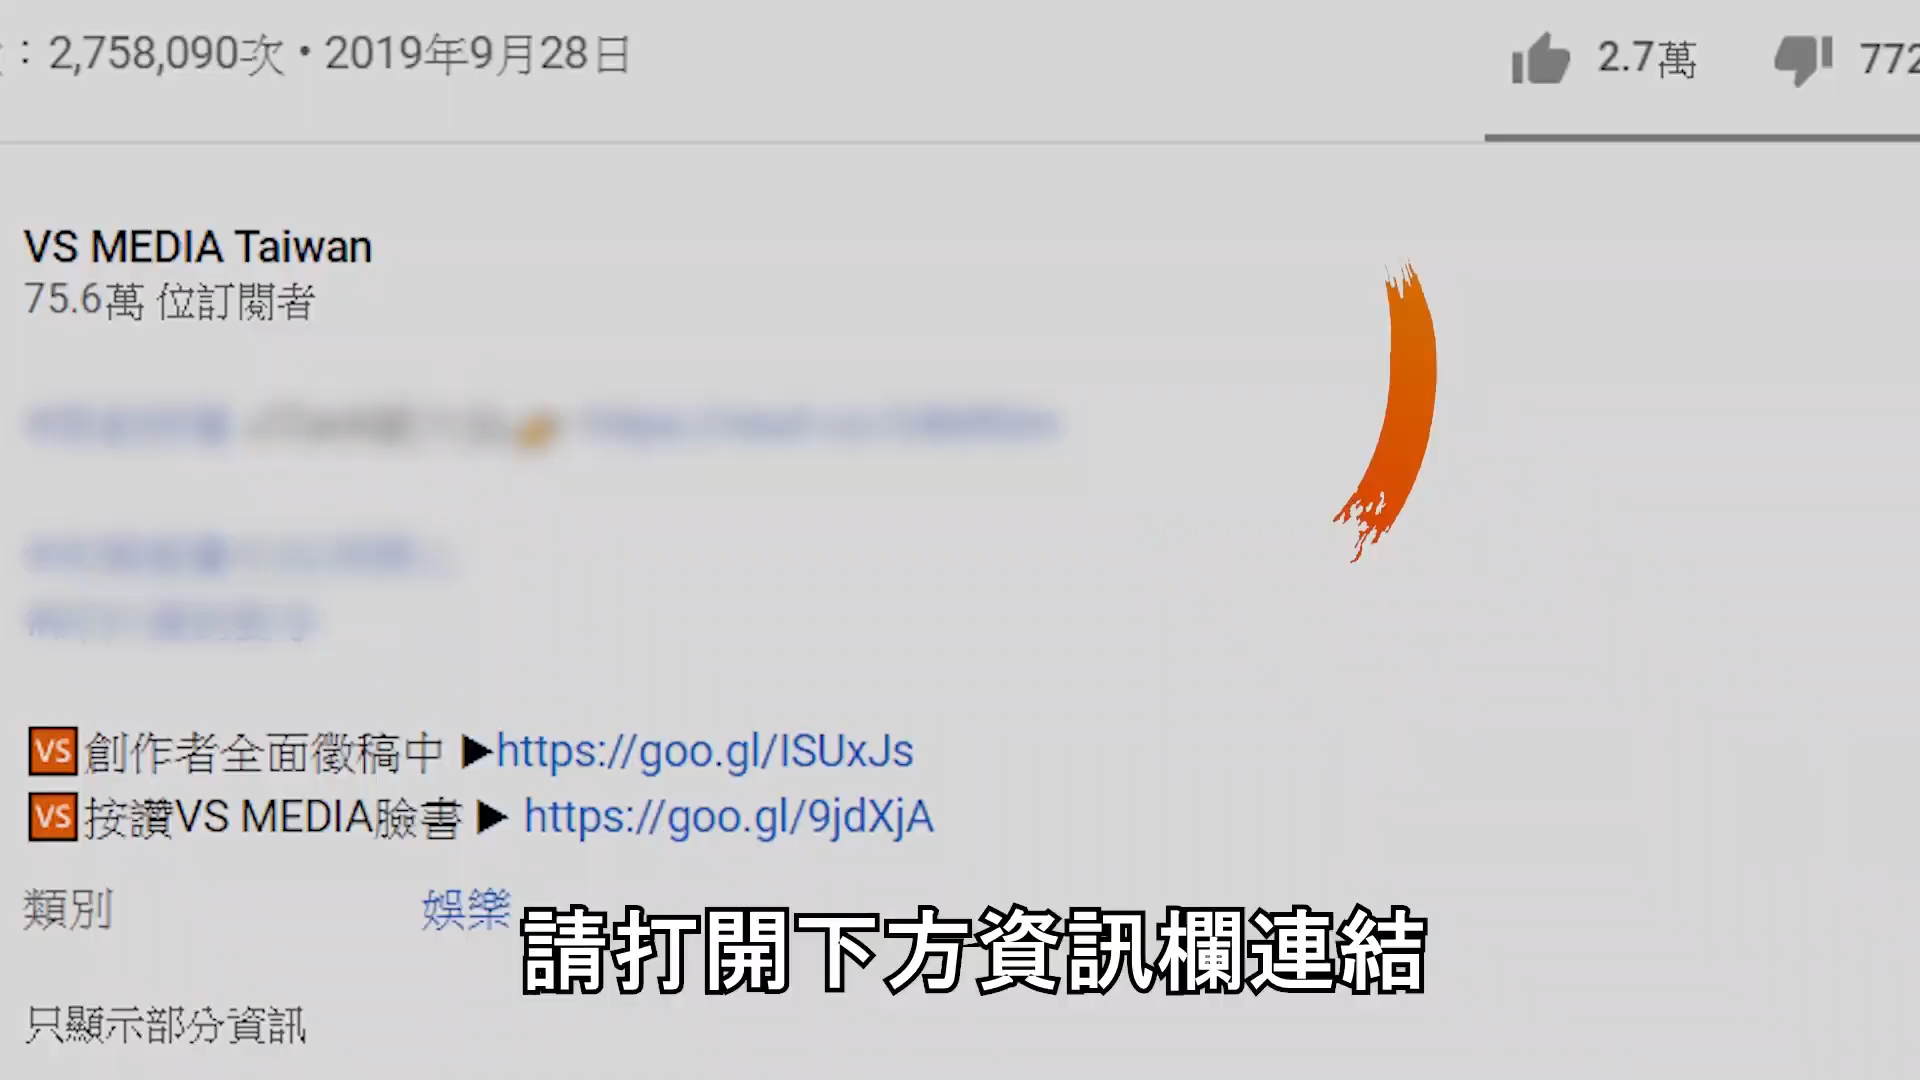 ：2,758,090次 • 2019年9月28日
2.7萬
772
VS MEDIA Taiwan
75.6萬 位訂閱者
VS 創作者全面徵稿中 ▶https://goo.gl/ISUxJs
VS 按讚VS MEDIA臉書 ▶ https://goo.gl/9jdXjA
類別 娛樂
請打開下方資訊欄連結
只顯示部分資訊